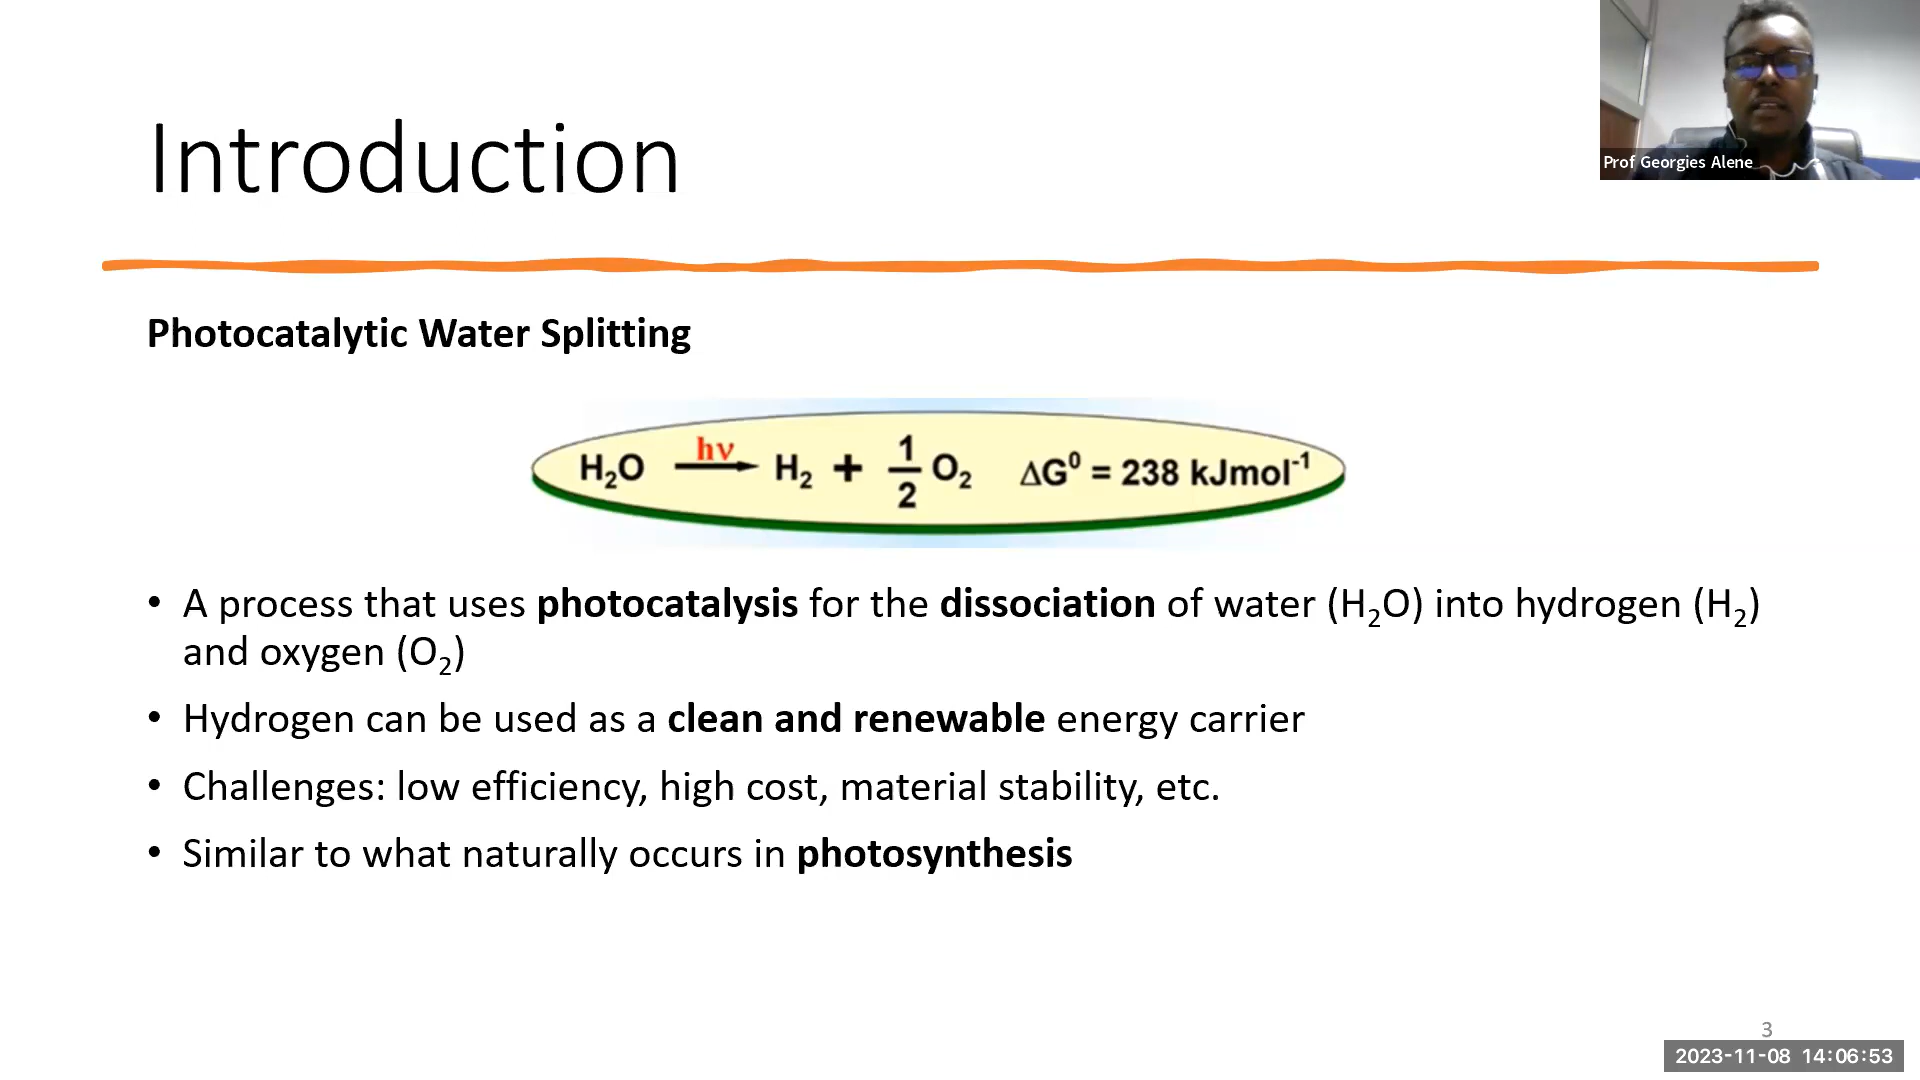 Introduction
Prof Georgies Alene
Photocatalytic Water Splitting
H₂O hν → H₂ + 1/2 O₂ ΔG⁰ = 238 kJmol⁻¹
• A process that uses photocatalysis for the dissociation of water (H₂O) into hydrogen (H₂)
and oxygen (O₂)
• Hydrogen can be used as a clean and renewable energy carrier
• Challenges: low efficiency, high cost, material stability, etc.
• Similar to what naturally occurs in photosynthesis
3
2023-11-08 14:06:53